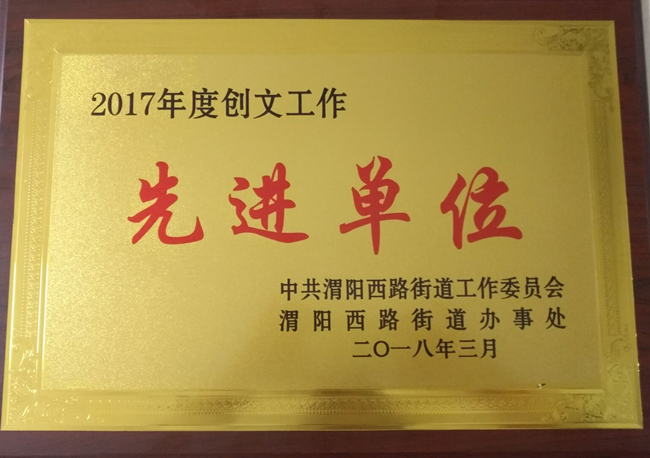 2017年度创文工作
先进单位
中共渭阳西路街道工作委员会
渭阳西路街道办事处
二〇一八年三月